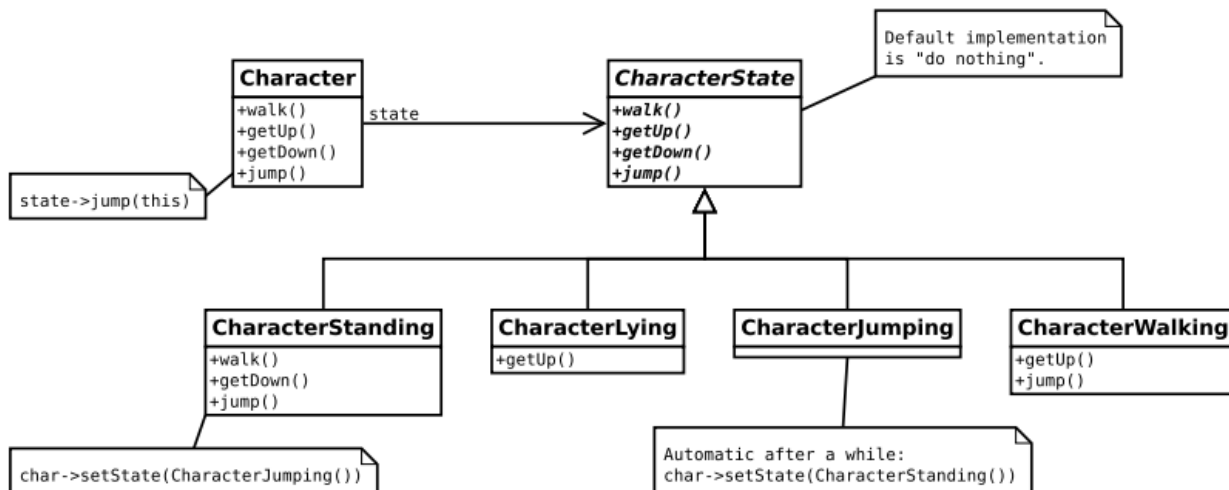 Default implementation
is "do nothing".
Character
+walk()
+getUp()
+getDown()
+jump()
state
CharacterState
+walk()
+getUp()
+getDown()
+jump()
state->jump(this)
CharacterStanding
+walk()
+getDown()
+jump()
CharacterLying
+getUp()
CharacterJumping
CharacterWalking
+getUp()
+jump()
char->setState(CharacterJumping())
Automatic after a while:
char->setState(CharacterStanding())